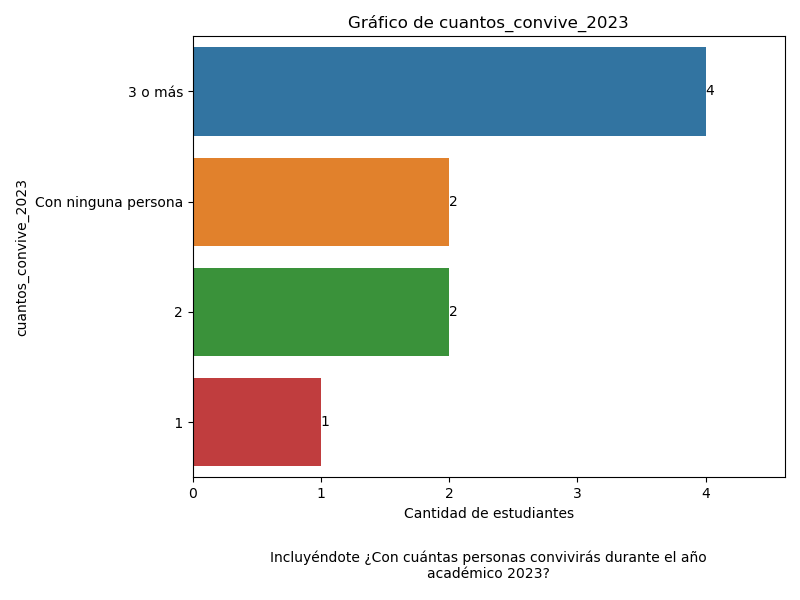 Gráfico de cuantos_convive_2023
cuantos_convive_2023
3 o más
4
Con ninguna persona
2
2
2
1
1
0 1 2 3 4
Cantidad de estudiantes
Incluyéndote ¿Con cuántas personas convivirás durante el año
académico 2023?